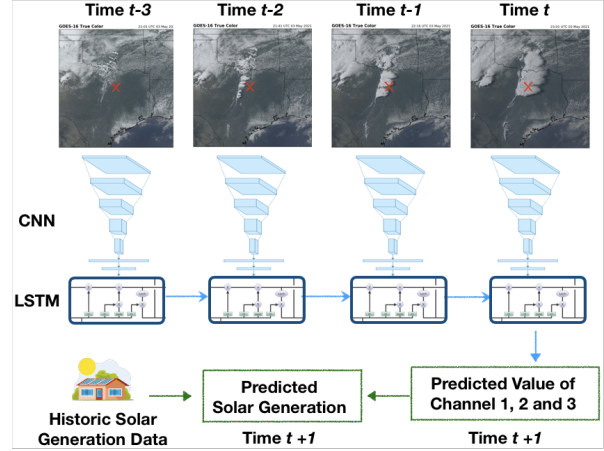 Time t-3 Time t-2 Time t-1 Time t
GOES-16 True Color
GOES-16 True Color
GOES-16 True Color
GOES-16 True Color
CNN
LSTM
Historic Solar
Generation Data
Predicted
Solar Generation
Time t +1
Predicted Value of
Channel 1, 2 and 3
Time t +1